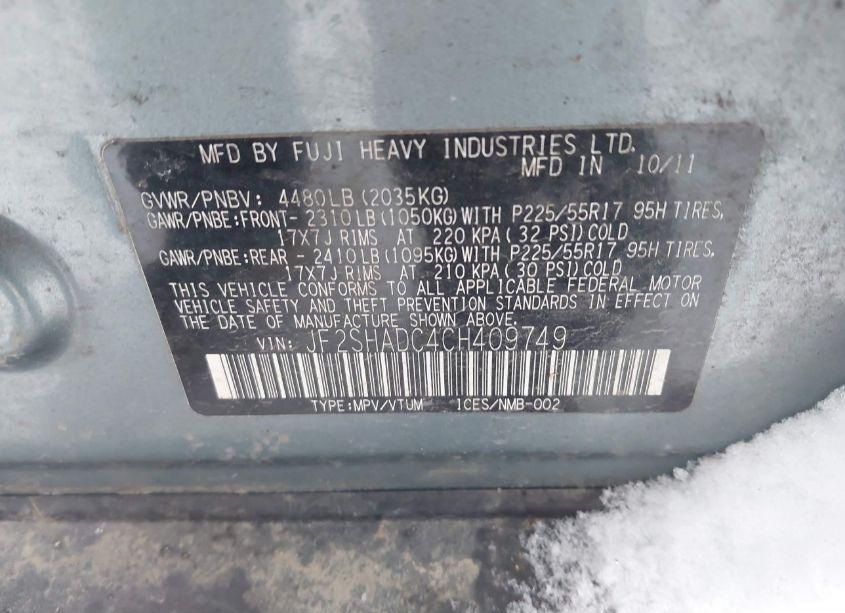 MFD BY FUJI HEAVY INDUSTRIES LTD.
MFD IN 10/11
GVWR/PNBV: 4480LB (2035KG)
GAWR/PNBE:FRONT- 2310LB(1050KG)WITH P225/55R17 95H TIRES,
17X7J RIMS AT 220 KPA(32 PSI)COLD
GAWR/PNBE:REAR - 2410LB(1095KG)WITH P225/55R17 95H TIRES,
17X7J RIMS AT 210 KPA(30 PSI)COLD
THIS VEHICLE CONFORMS TO ALL APPLICABLE FEDERAL MOTOR
VEHICLE SAFETY AND THEFT PREVENTION STANDARDS IN EFFECT ON
THE DATE OF MANUFACTURE SHOWN ABOVE.
VIN: JF2SHADC4CH409749
TYPE:MPV/VTUM ICES/NMB-002